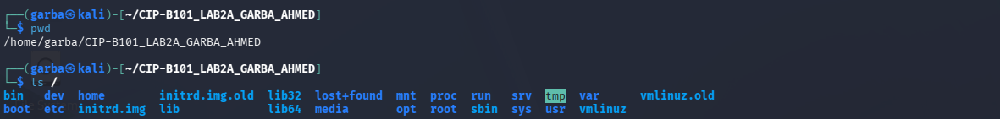 ┌──(garba㉿kali)-[~/CIP-B101_LAB2A_GARBA_AHMED]
└─$ pwd
/home/garba/CIP-B101_LAB2A_GARBA_AHMED
┌──(garba㉿kali)-[~/CIP-B101_LAB2A_GARBA_AHMED]
└─$ ls /
bin   dev  home        initrd.img.old  lib32  lost+found  mnt  proc  run   srv  tmp  var      vmlinuz.old
boot  etc  initrd.img  lib             lib64  media       opt  root  sbin  sys  usr  vmlinuz